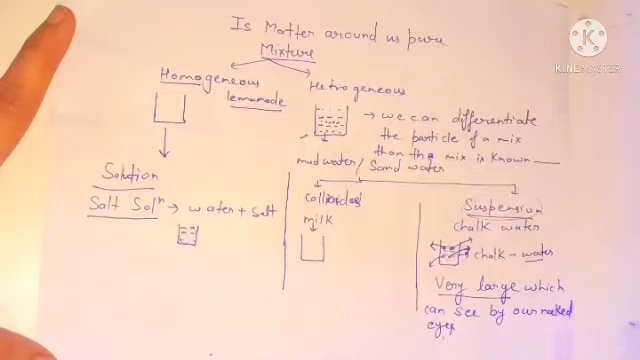 Is Matter around us pure
Mixture
Homogeneous
lemonade
Hetrogeneous
→ we can differentiate
the particle of a mix
than the mix is known
mud water / Sand water
Solution
Salt Solⁿ → water + salt
colloidal
milk
Suspension
chalk water
chalk - water
Very large which
can see by our naked
eyes
K
KINEMASTER